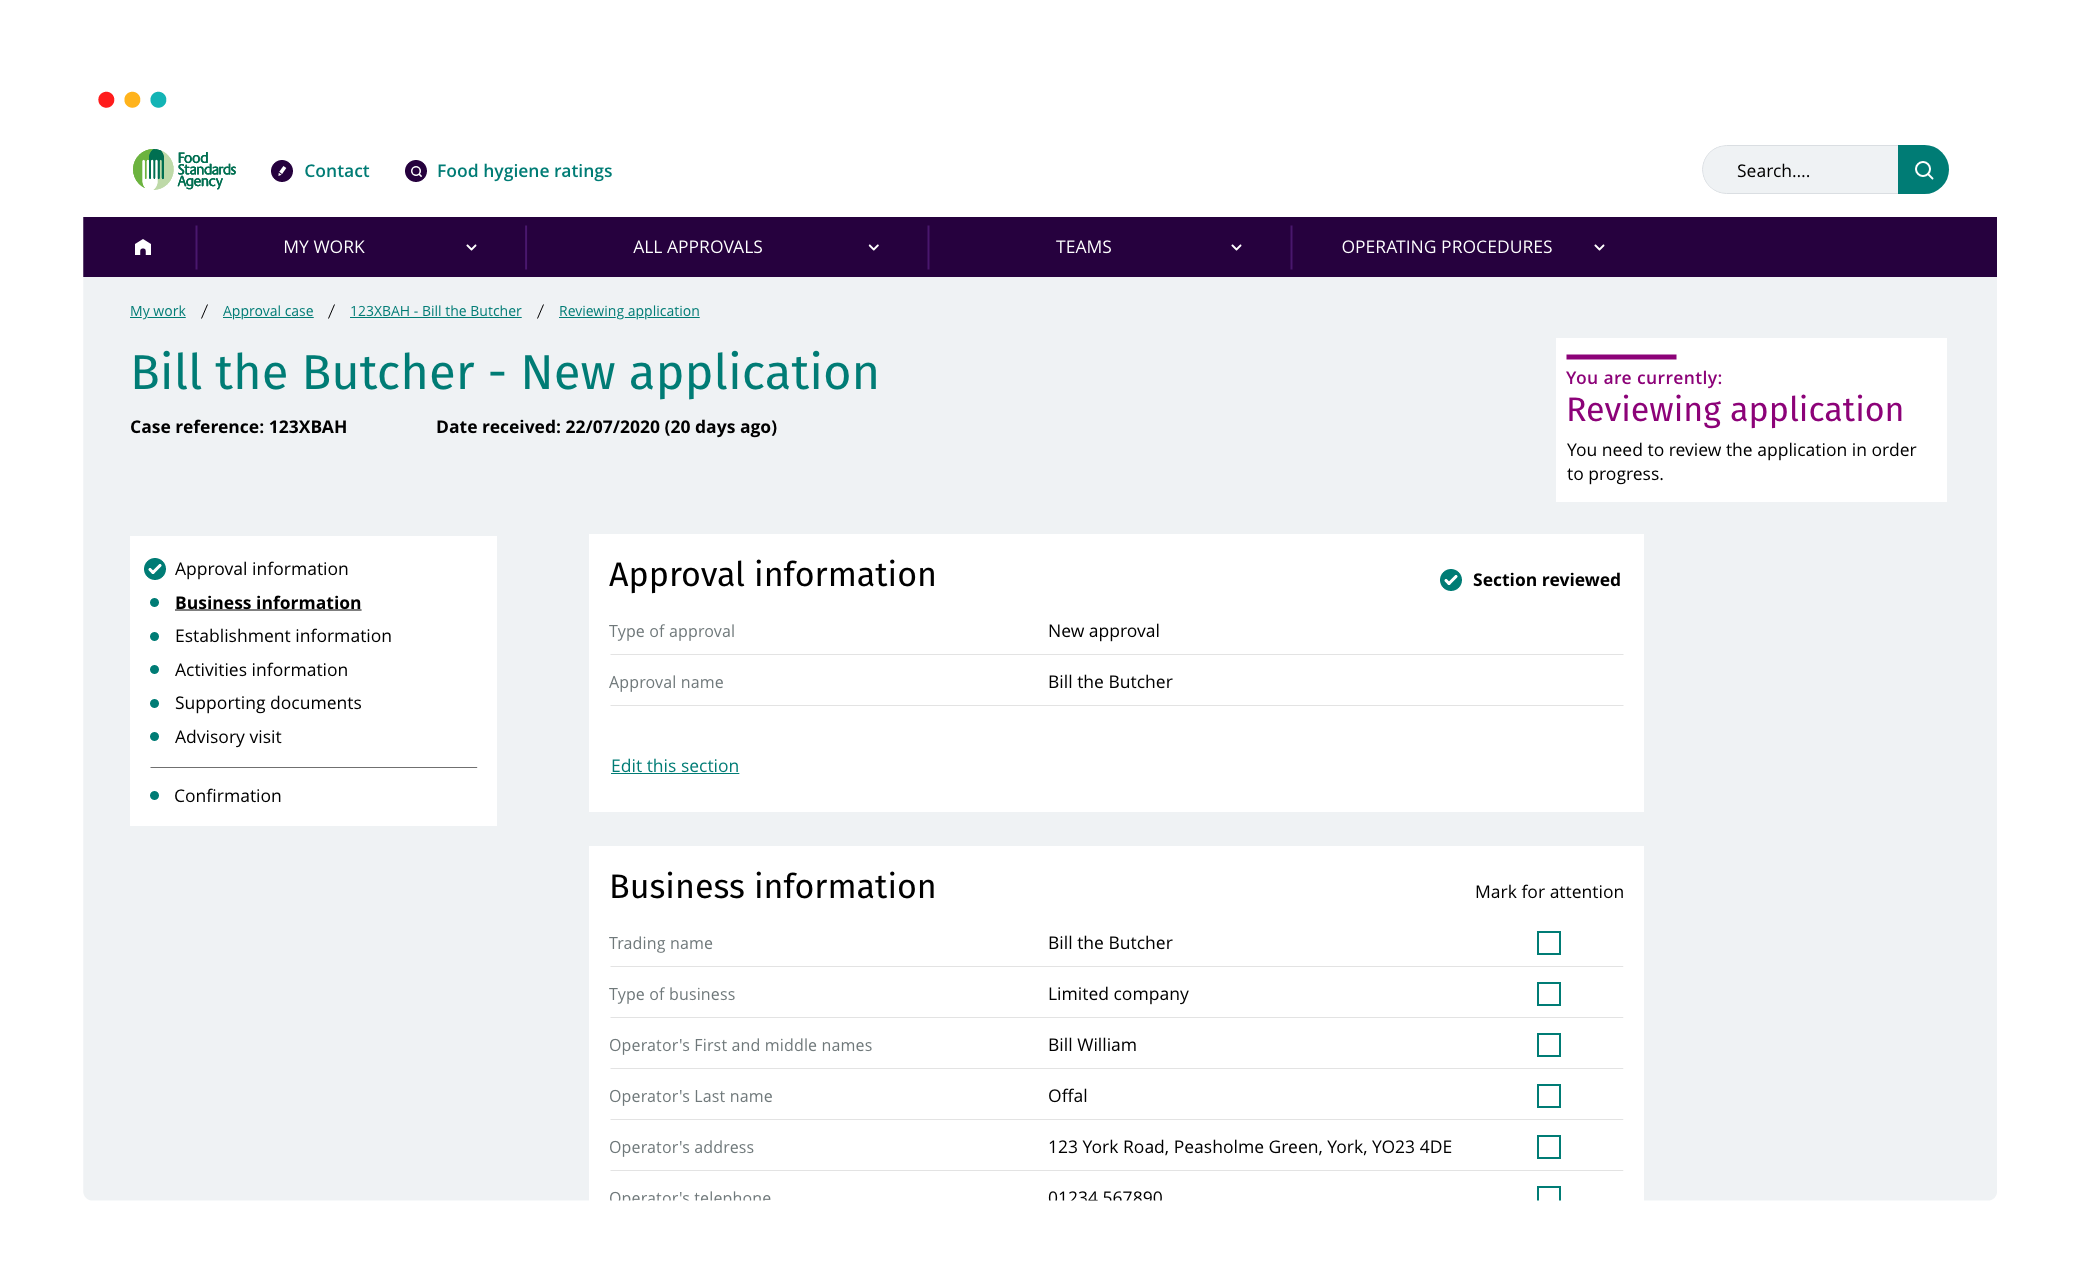 Food
Standards
Agency
Contact
Food hygiene ratings
Search....
MY WORK
ALL APPROVALS
TEAMS
OPERATING PROCEDURES
My work / Approval case / 123XBAH - Bill the Butcher / Reviewing application
Bill the Butcher - New application
Case reference: 123XBAH
Date received: 22/07/2020 (20 days ago)
You are currently:
Reviewing application
You need to review the application in order
to progress.
Approval information
Business information
Establishment information
Activities information
Supporting documents
Advisory visit
Confirmation
Approval information
Section reviewed
Type of approval
New approval
Approval name
Bill the Butcher
Edit this section
Business information
Mark for attention
Trading name
Bill the Butcher
Type of business
Limited company
Operator's First and middle names
Bill William
Operator's Last name
Offal
Operator's address
123 York Road, Peasholme Green, York, YO23 4DE
Operator's telephone
01234 567890